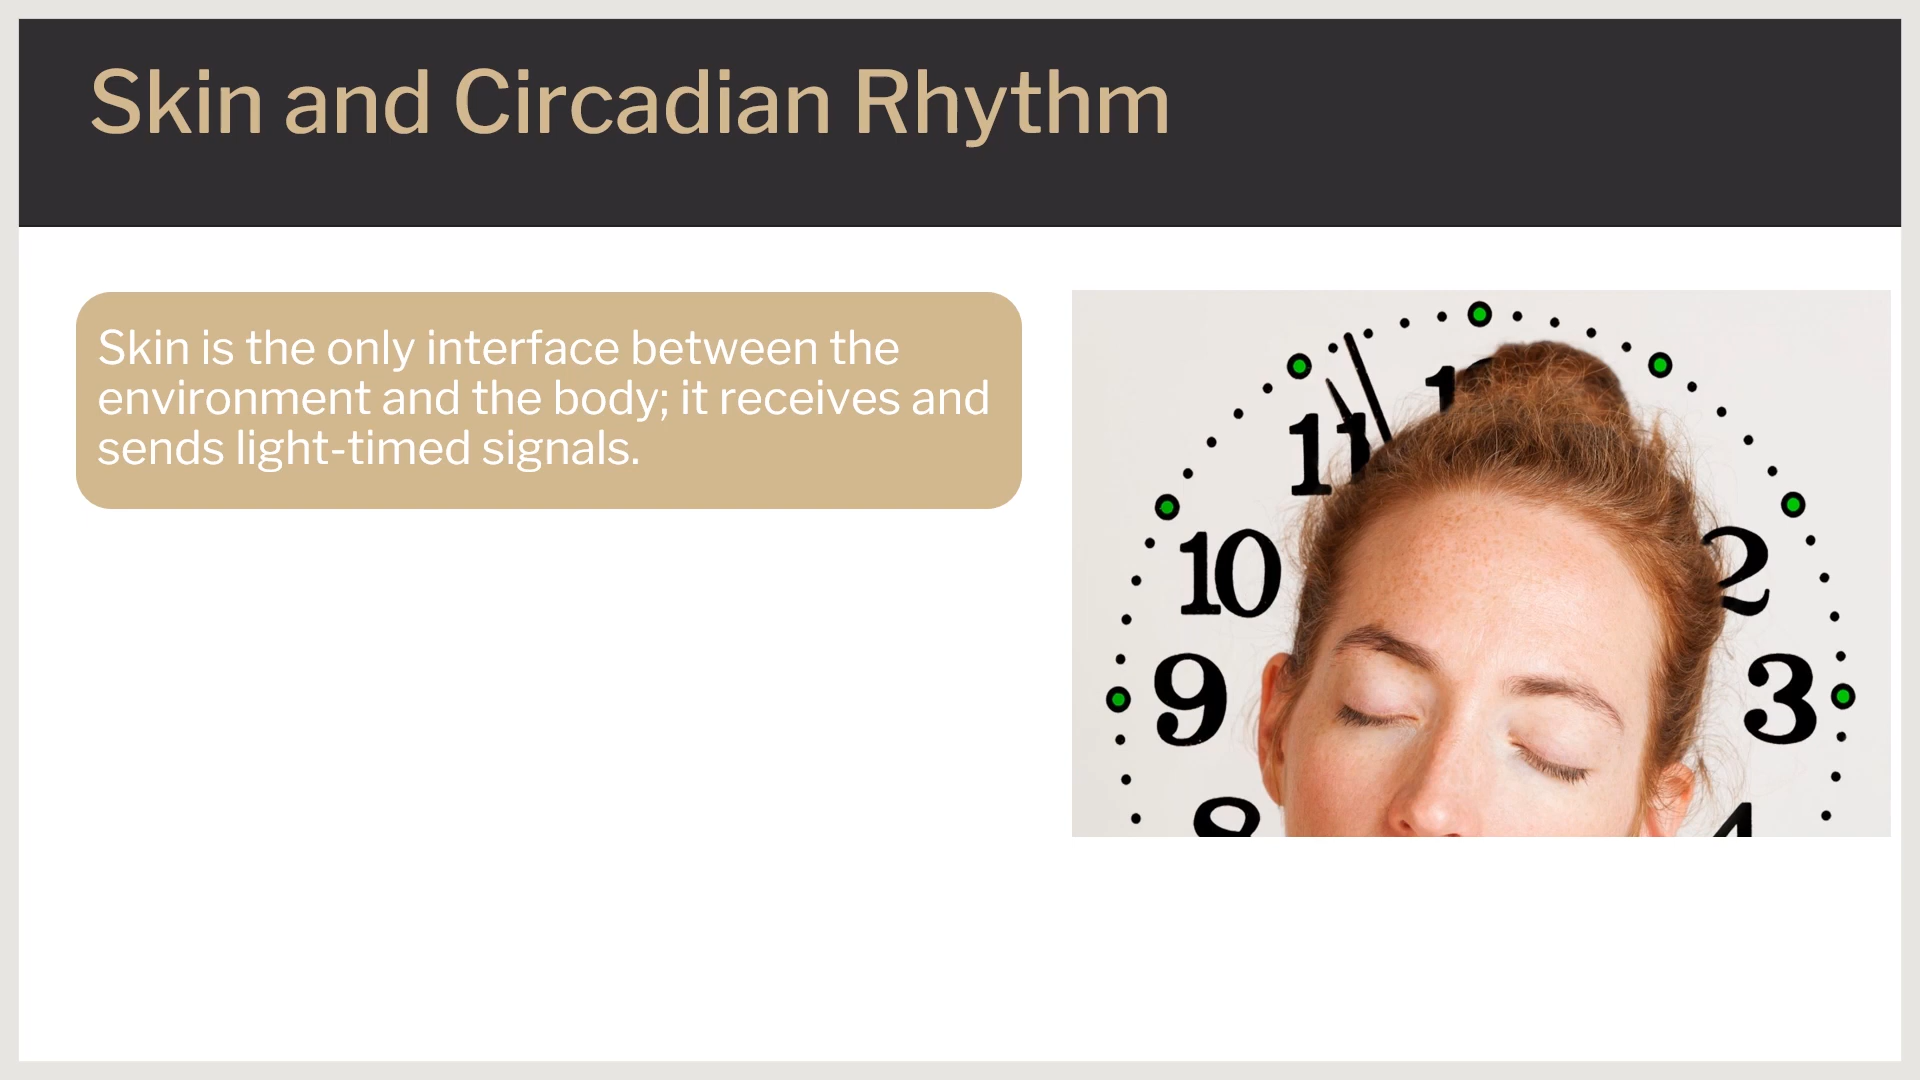 Skin and Circadian Rhythm
Skin is the only interface between the
environment and the body; it receives and
sends light-timed signals.
11
10
2
9
3
8
4